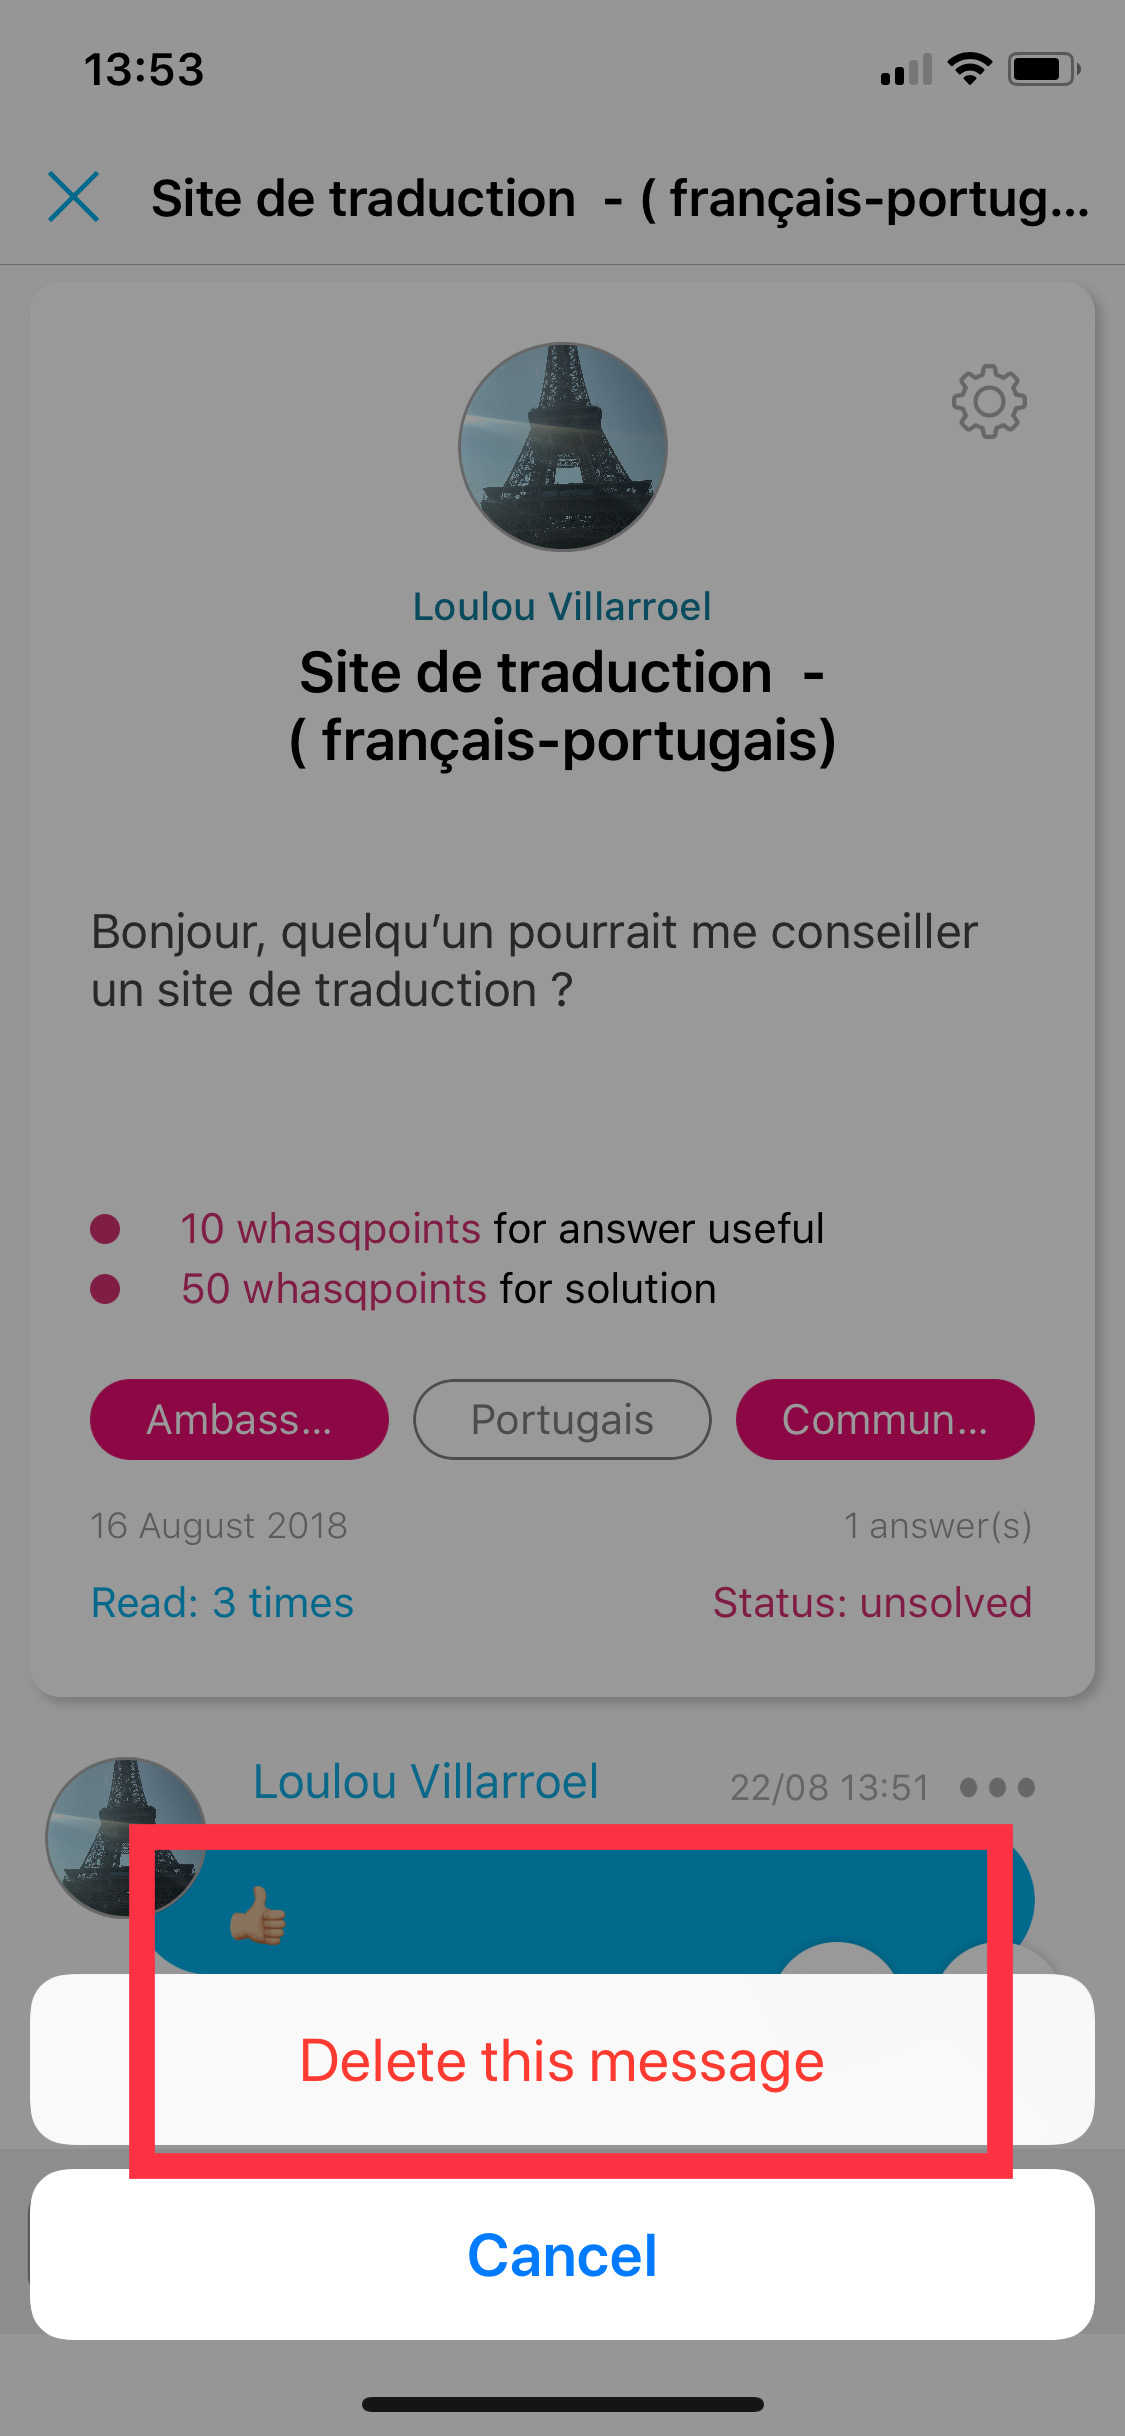 13:53
Site de traduction  - ( français-portug...
Loulou Villarroel
Site de traduction  -
( français-portugais)
Bonjour, quelqu’un pourrait me conseiller
un site de traduction ?
10 whasqpoints for answer useful
50 whasqpoints for solution
Ambass... Portugais Commun...
16 August 2018 1 answer(s)
Read: 3 times Status: unsolved
Loulou Villarroel 22/08 13:51
Delete this message
Cancel